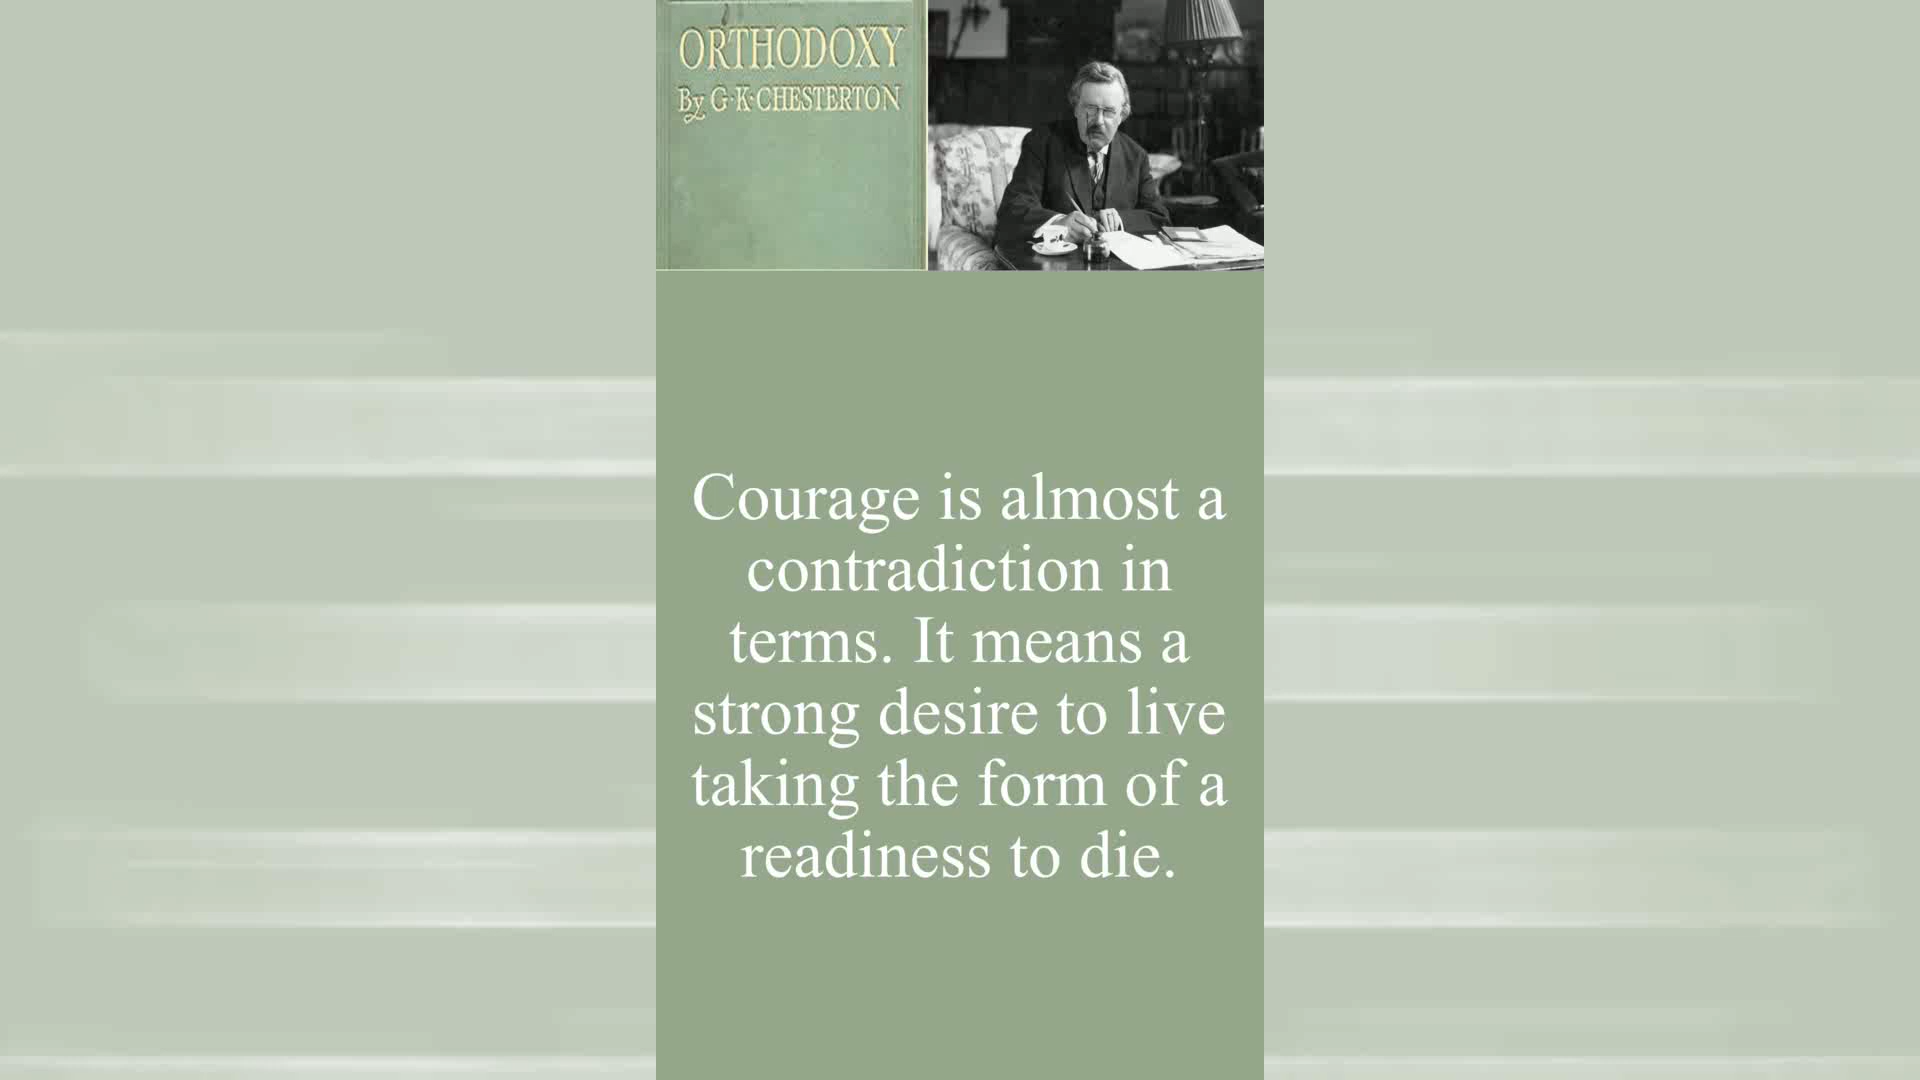 ORTHODOXY
By G·K·CHESTERTON
Courage is almost a
contradiction in
terms. It means a
strong desire to live
taking the form of a
readiness to die.